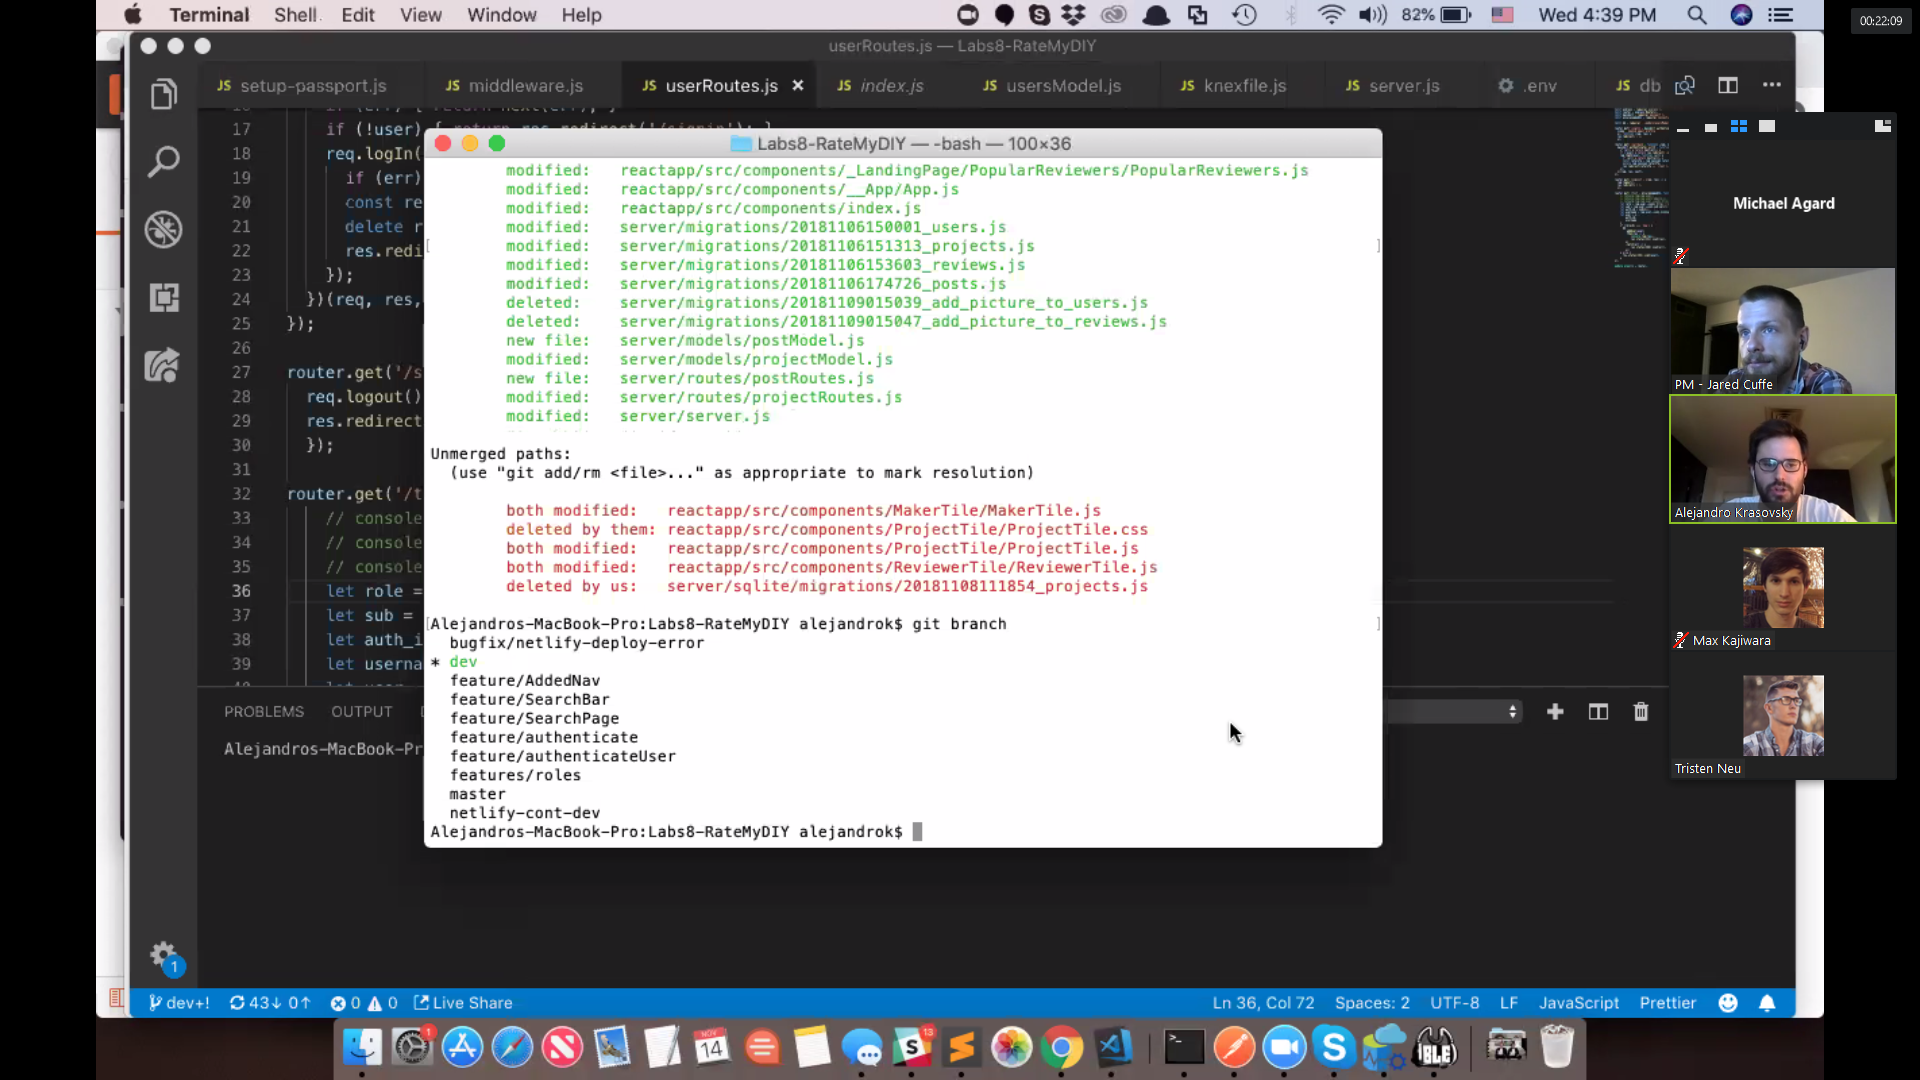 Terminal Shell Edit View Window Help 82% Wed 4:39 PM
00:22:09
userRoutes.js — Labs8-RateMyDIY
JS setup-passport.js JS middleware.js JS userRoutes.js × JS index.js JS usersModel.js JS knexfile.js JS server.js .env JS db
17 if (!user) { return res.redirect('/signin'); }
18 req.logIn(
19 if (err)
20 const re
21 delete r
22 res.redi
23 });
24 })(req, res,
25 });
26
27 router.get('/s
28 req.logout()
29 res.redirect
30 });
31
32 router.get('/t
33 // console
34 // console
35 // console
36 let role =
37 let sub =
38 let auth_i
39 let userna
Labs8-RateMyDIY — -bash — 100×36
modified: reactapp/src/components/_LandingPage/PopularReviewers/PopularReviewers.js
modified: reactapp/src/components/__App/App.js
modified: reactapp/src/components/index.js
modified: server/migrations/20181106150001_users.js
modified: server/migrations/20181106151313_projects.js
modified: server/migrations/20181106153603_reviews.js
modified: server/migrations/20181106174726_posts.js
deleted: server/migrations/20181109015039_add_picture_to_users.js
deleted: server/migrations/20181109015047_add_picture_to_reviews.js
new file: server/models/postModel.js
modified: server/models/projectModel.js
new file: server/routes/postRoutes.js
modified: server/routes/projectRoutes.js
modified: server/server.js
Unmerged paths:
(use "git add/rm <file>..." as appropriate to mark resolution)
both modified: reactapp/src/components/MakerTile/MakerTile.js
deleted by them: reactapp/src/components/ProjectTile/ProjectTile.css
both modified: reactapp/src/components/ProjectTile/ProjectTile.js
both modified: reactapp/src/components/ReviewerTile/ReviewerTile.js
deleted by us: server/sqlite/migrations/20181108111854_projects.js
Alejandros-MacBook-Pro:Labs8-RateMyDIY alejandrok$ git branch
bugfix/netlify-deploy-error
* dev
feature/AddedNav
feature/SearchBar
feature/SearchPage
feature/authenticate
feature/authenticateUser
features/roles
master
netlify-cont-dev
Alejandros-MacBook-Pro:Labs8-RateMyDIY alejandrok$
PROBLEMS OUTPUT
Alejandros-MacBook-Pr
Michael Agard
PM - Jared Cuffe
Alejandro Krasovsky
Max Kajiwara
Tristen Neu
1
dev+! 43↓ 0↑ 0 0 Live Share Ln 36, Col 72 Spaces: 2 UTF-8 LF JavaScript Prettier
1 NOV 14 13